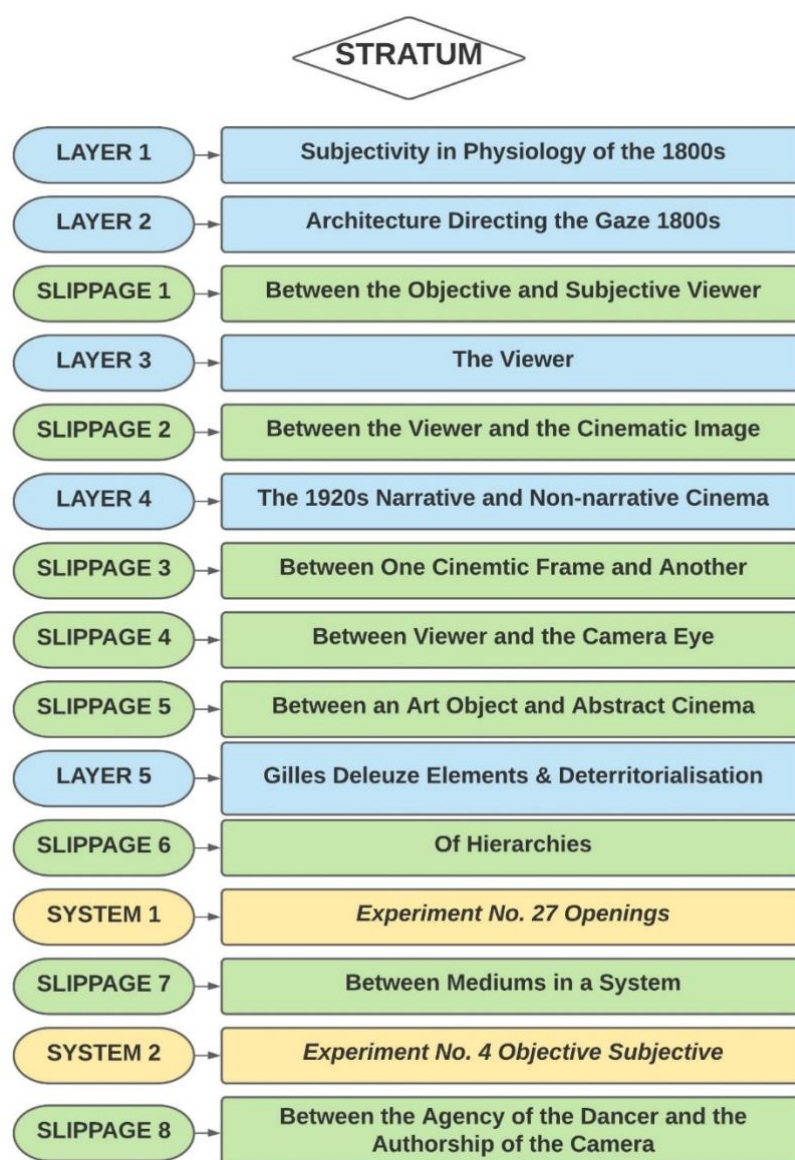 STRATUM
LAYER 1 Subjectivity in Physiology of the 1800s
LAYER 2 Architecture Directing the Gaze 1800s
SLIPPAGE 1 Between the Objective and Subjective Viewer
LAYER 3 The Viewer
SLIPPAGE 2 Between the Viewer and the Cinematic Image
LAYER 4 The 1920s Narrative and Non-narrative Cinema
SLIPPAGE 3 Between One Cinemtic Frame and Another
SLIPPAGE 4 Between Viewer and the Camera Eye
SLIPPAGE 5 Between an Art Object and Abstract Cinema
LAYER 5 Gilles Deleuze Elements & Deterritorialisation
SLIPPAGE 6 Of Hierarchies
SYSTEM 1 Experiment No. 27 Openings
SLIPPAGE 7 Between Mediums in a System
SYSTEM 2 Experiment No. 4 Objective Subjective
SLIPPAGE 8 Between the Agency of the Dancer and the
Authorship of the Camera